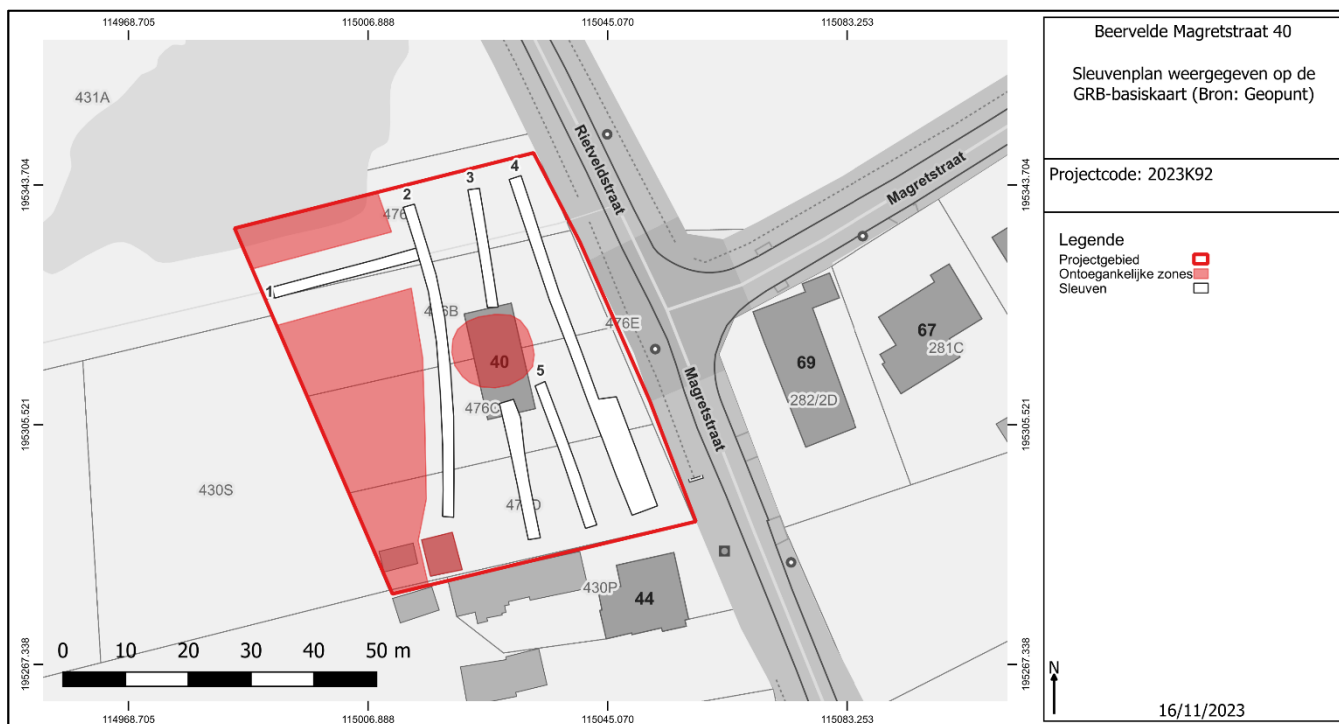 114968.705 115006.888 115045.070 115083.253
Beervelde Magretstraat 40
Sleuvenplan weergegeven op de
GRB-basiskaart (Bron: Geopunt)
Projectcode: 2023K92
Legende
Projectgebied
Ontoegankelijke zones
Sleuven
N
16/11/2023
431A
195343.704
195343.704
Rietveldstraat
Magretstraat
4
3
2
1
476B
476E
40
5
476C
69
282/2D
67
281C
Magretstraat
195305.521
195305.521
430S
430P
44
0 10 20 30 40 50 m
195267.338
195267.338
114968.705 115006.888 115045.070 115083.253